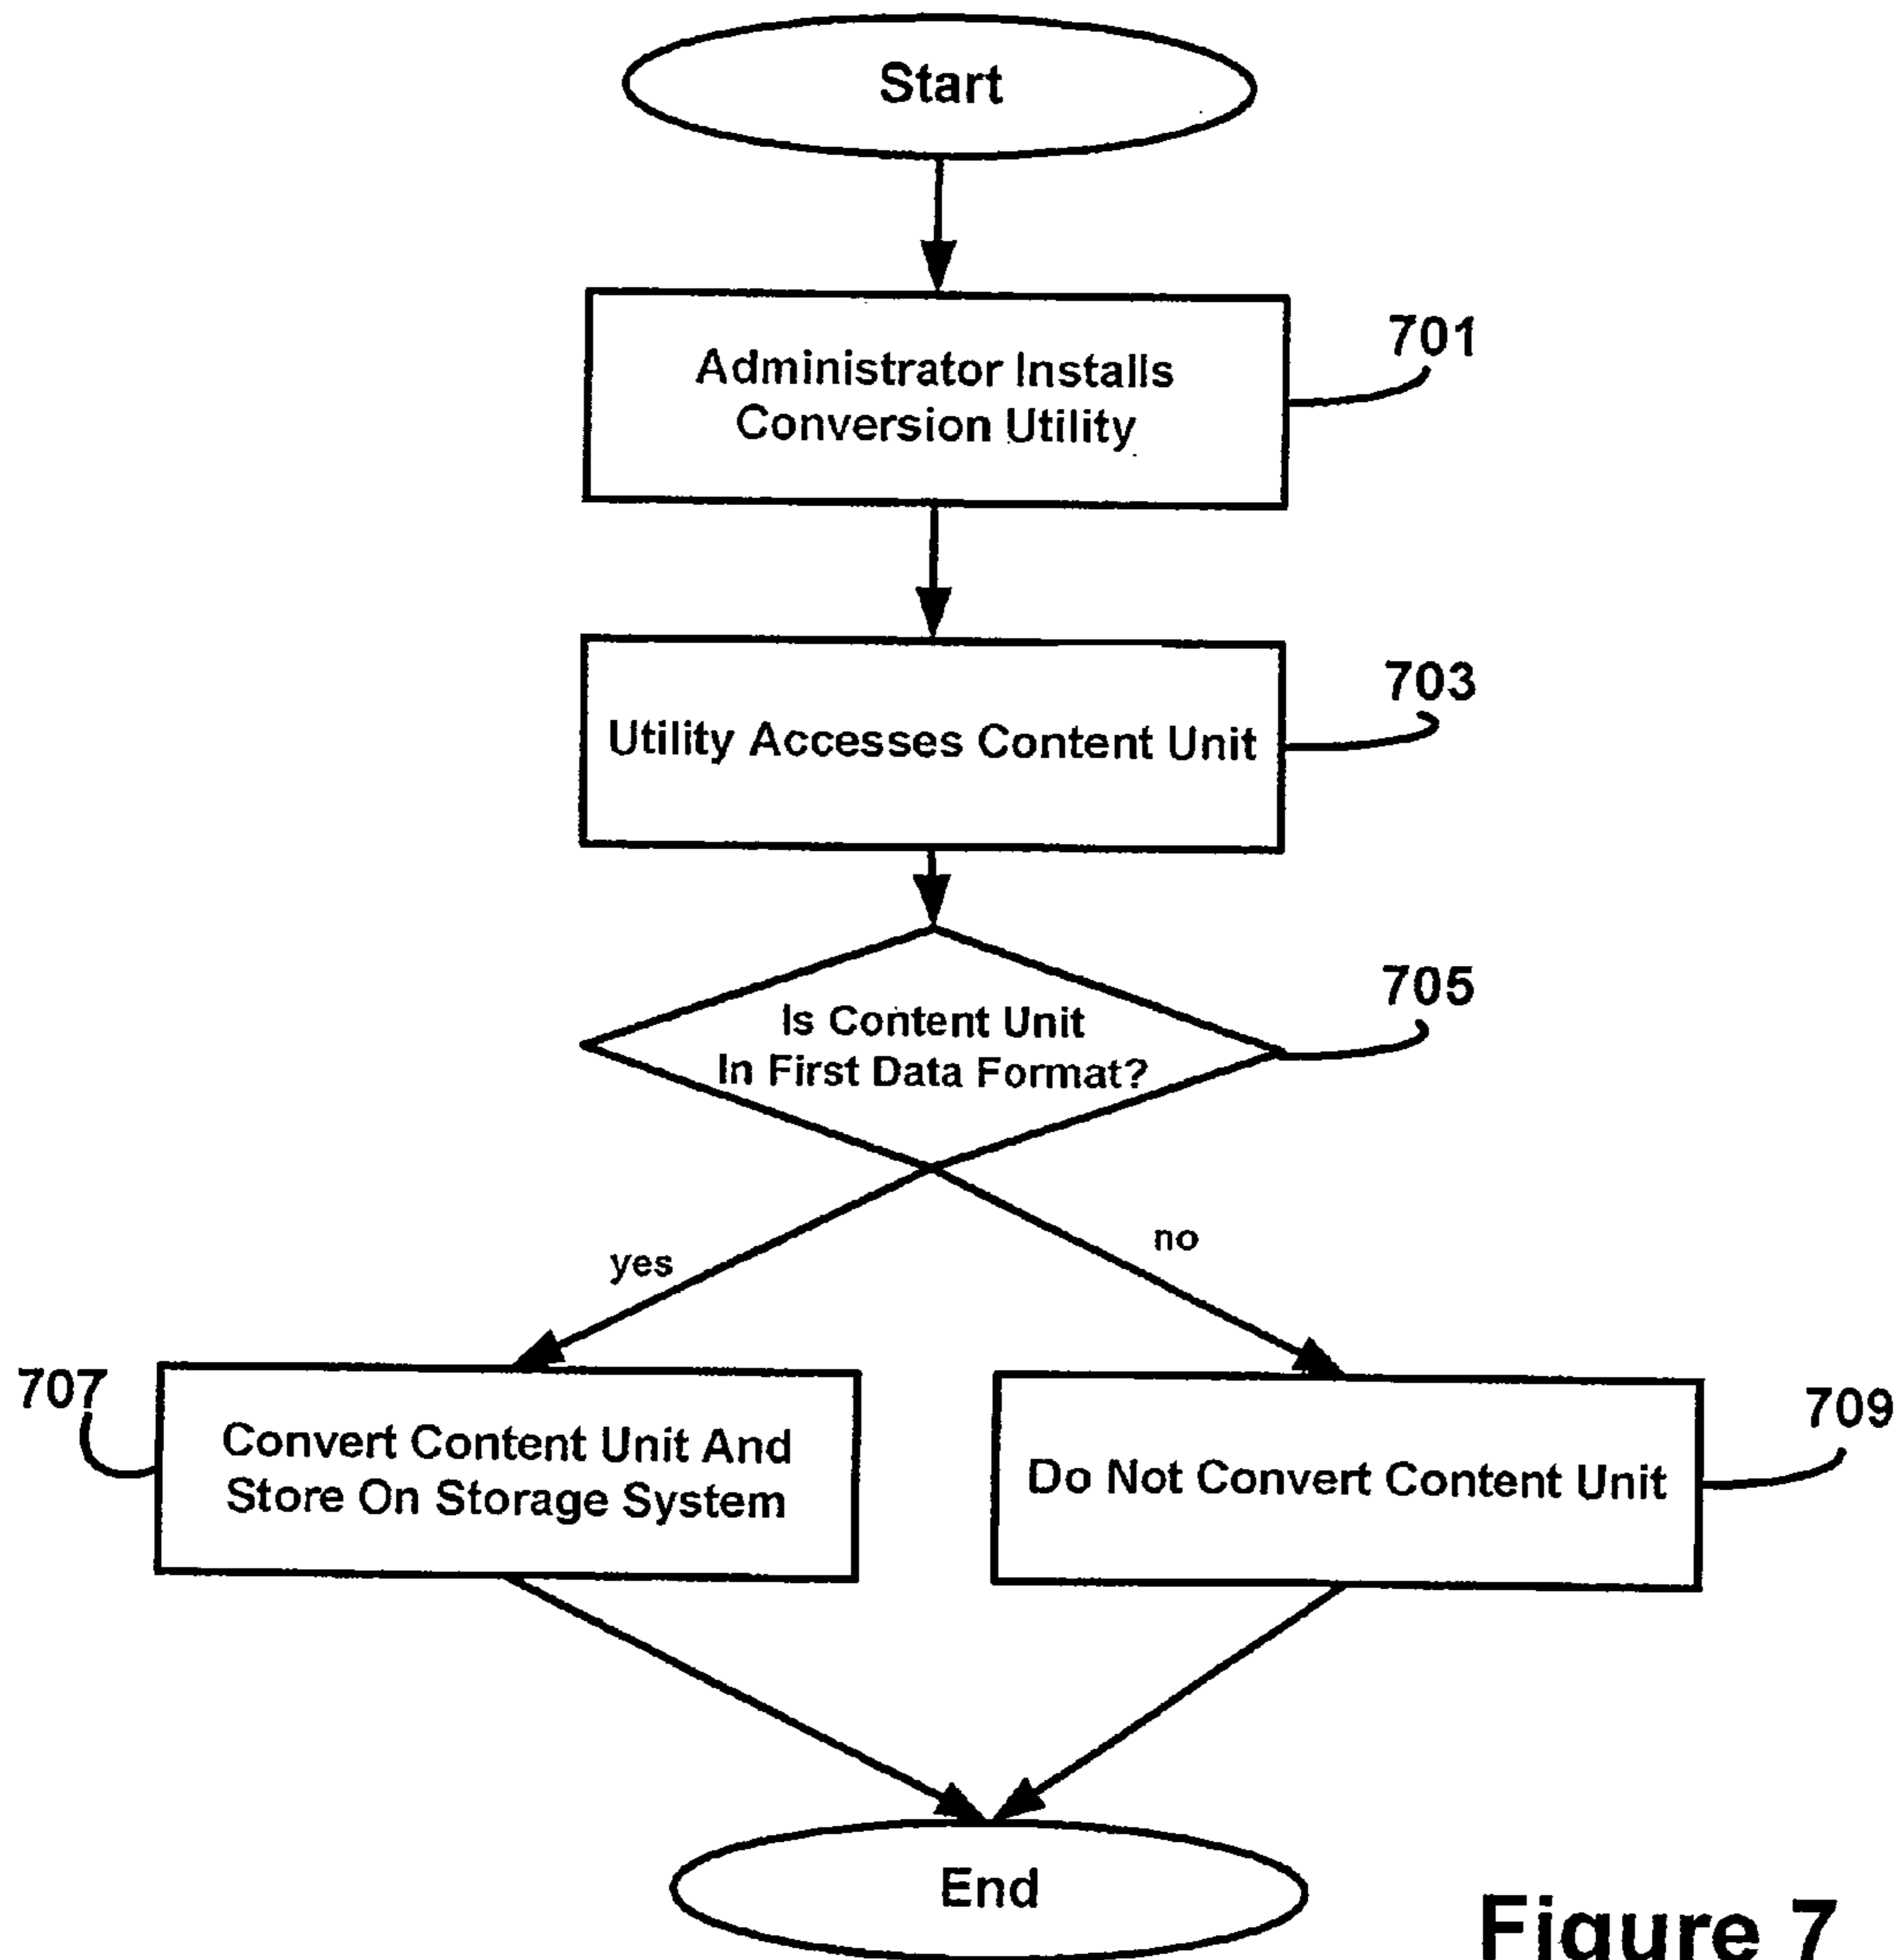 Start
Administrator Installs
Conversion Utility
701
Utility Accesses Content Unit
703
Is Content Unit
In First Data Format?
705
yes
no
707
Convert Content Unit And
Store On Storage System
Do Not Convert Content Unit
709
End
Figure 7